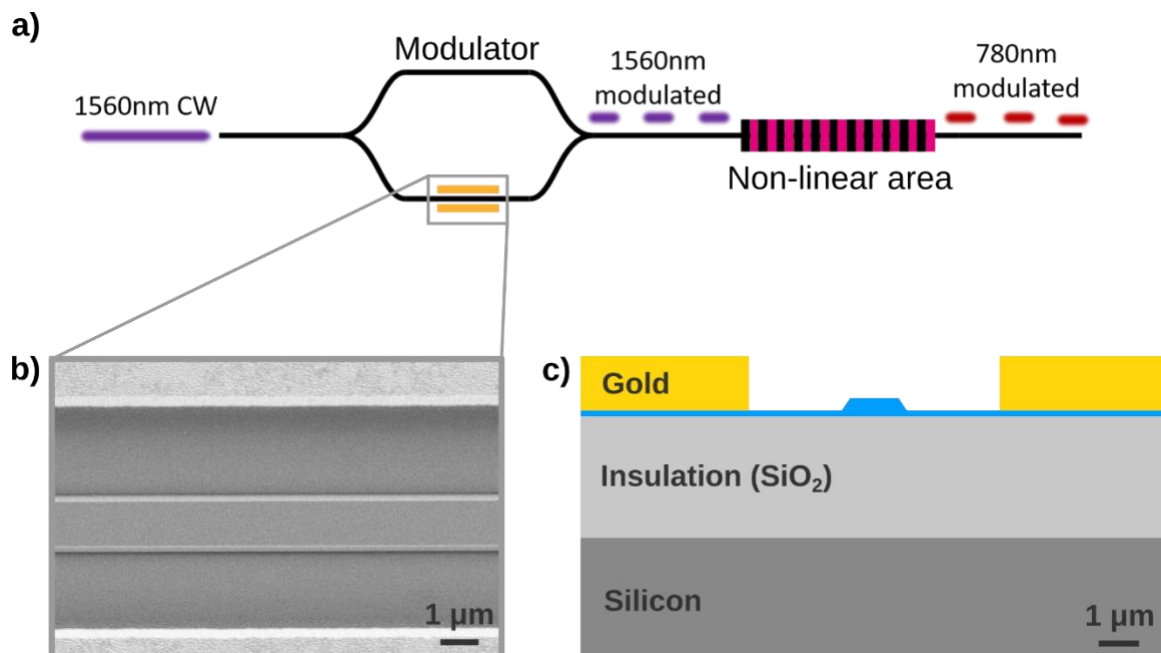 a)
Modulator
1560nm CW
1560nm
modulated
780nm
modulated
Non-linear area
b)
1 μm
c)
Gold
Insulation (SiO₂)
Silicon
1 μm